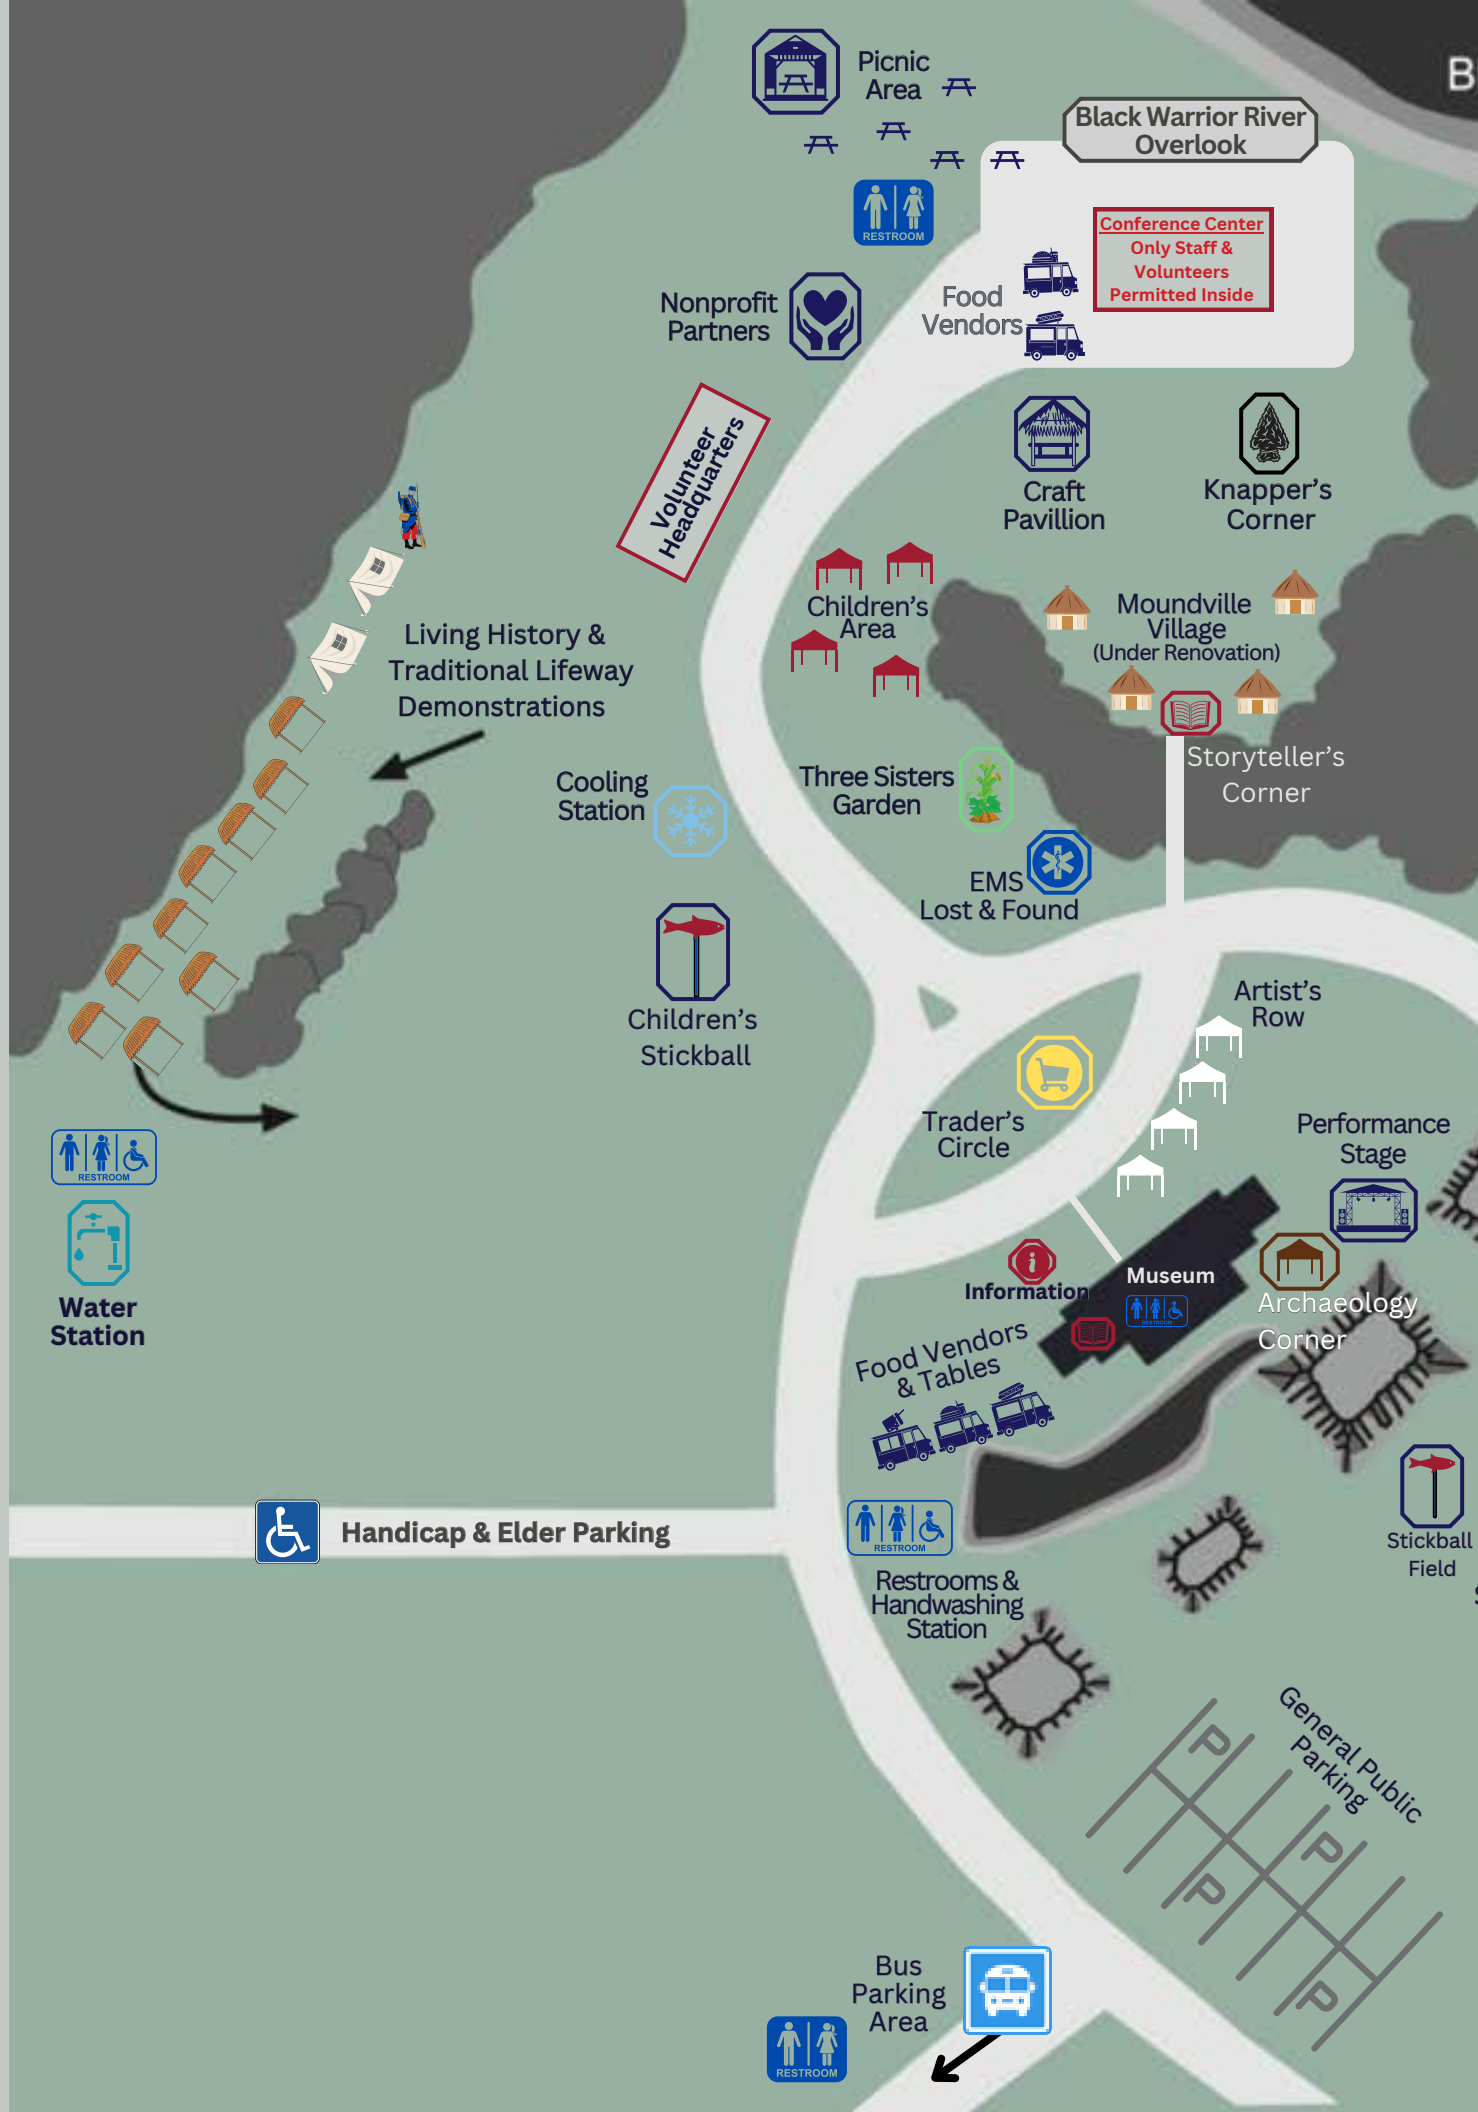 Picnic
Area
B
Black Warrior River
Overlook
RESTROOM
Conference Center
Only Staff &
Volunteers
Permitted Inside
Nonprofit
Partners
Food
Vendors
Volunteer
Headquarters
Craft
Pavillion
Knapper's
Corner
Children's
Area
Moundville
Village
(Under Renovation)
Living History &
Traditional Lifeway
Demonstrations
Storyteller's
Corner
Cooling
Station
Three Sisters
Garden
EMS
Lost & Found
Children's
Stickball
Artist's
Row
Trader's
Circle
Performance
Stage
RESTROOM
Water
Station
i
Information
Museum
RESTROOM
Archaeology
Corner
Food Vendors
& Tables
Stickball
Field
Handicap & Elder Parking
RESTROOM
Restrooms &
Handwashing
Station
General Public
Parking
P
P
P
P
Bus
Parking
Area
RESTROOM